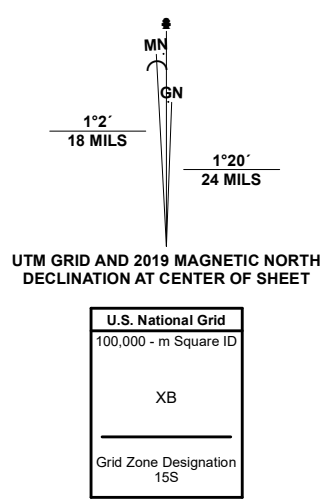 MN
GN
1°2´
18 MILS
1°20´
24 MILS
UTM GRID AND 2019 MAGNETIC NORTH
DECLINATION AT CENTER OF SHEET
U.S. National Grid
100,000 - m Square ID
XB
Grid Zone Designation
15S